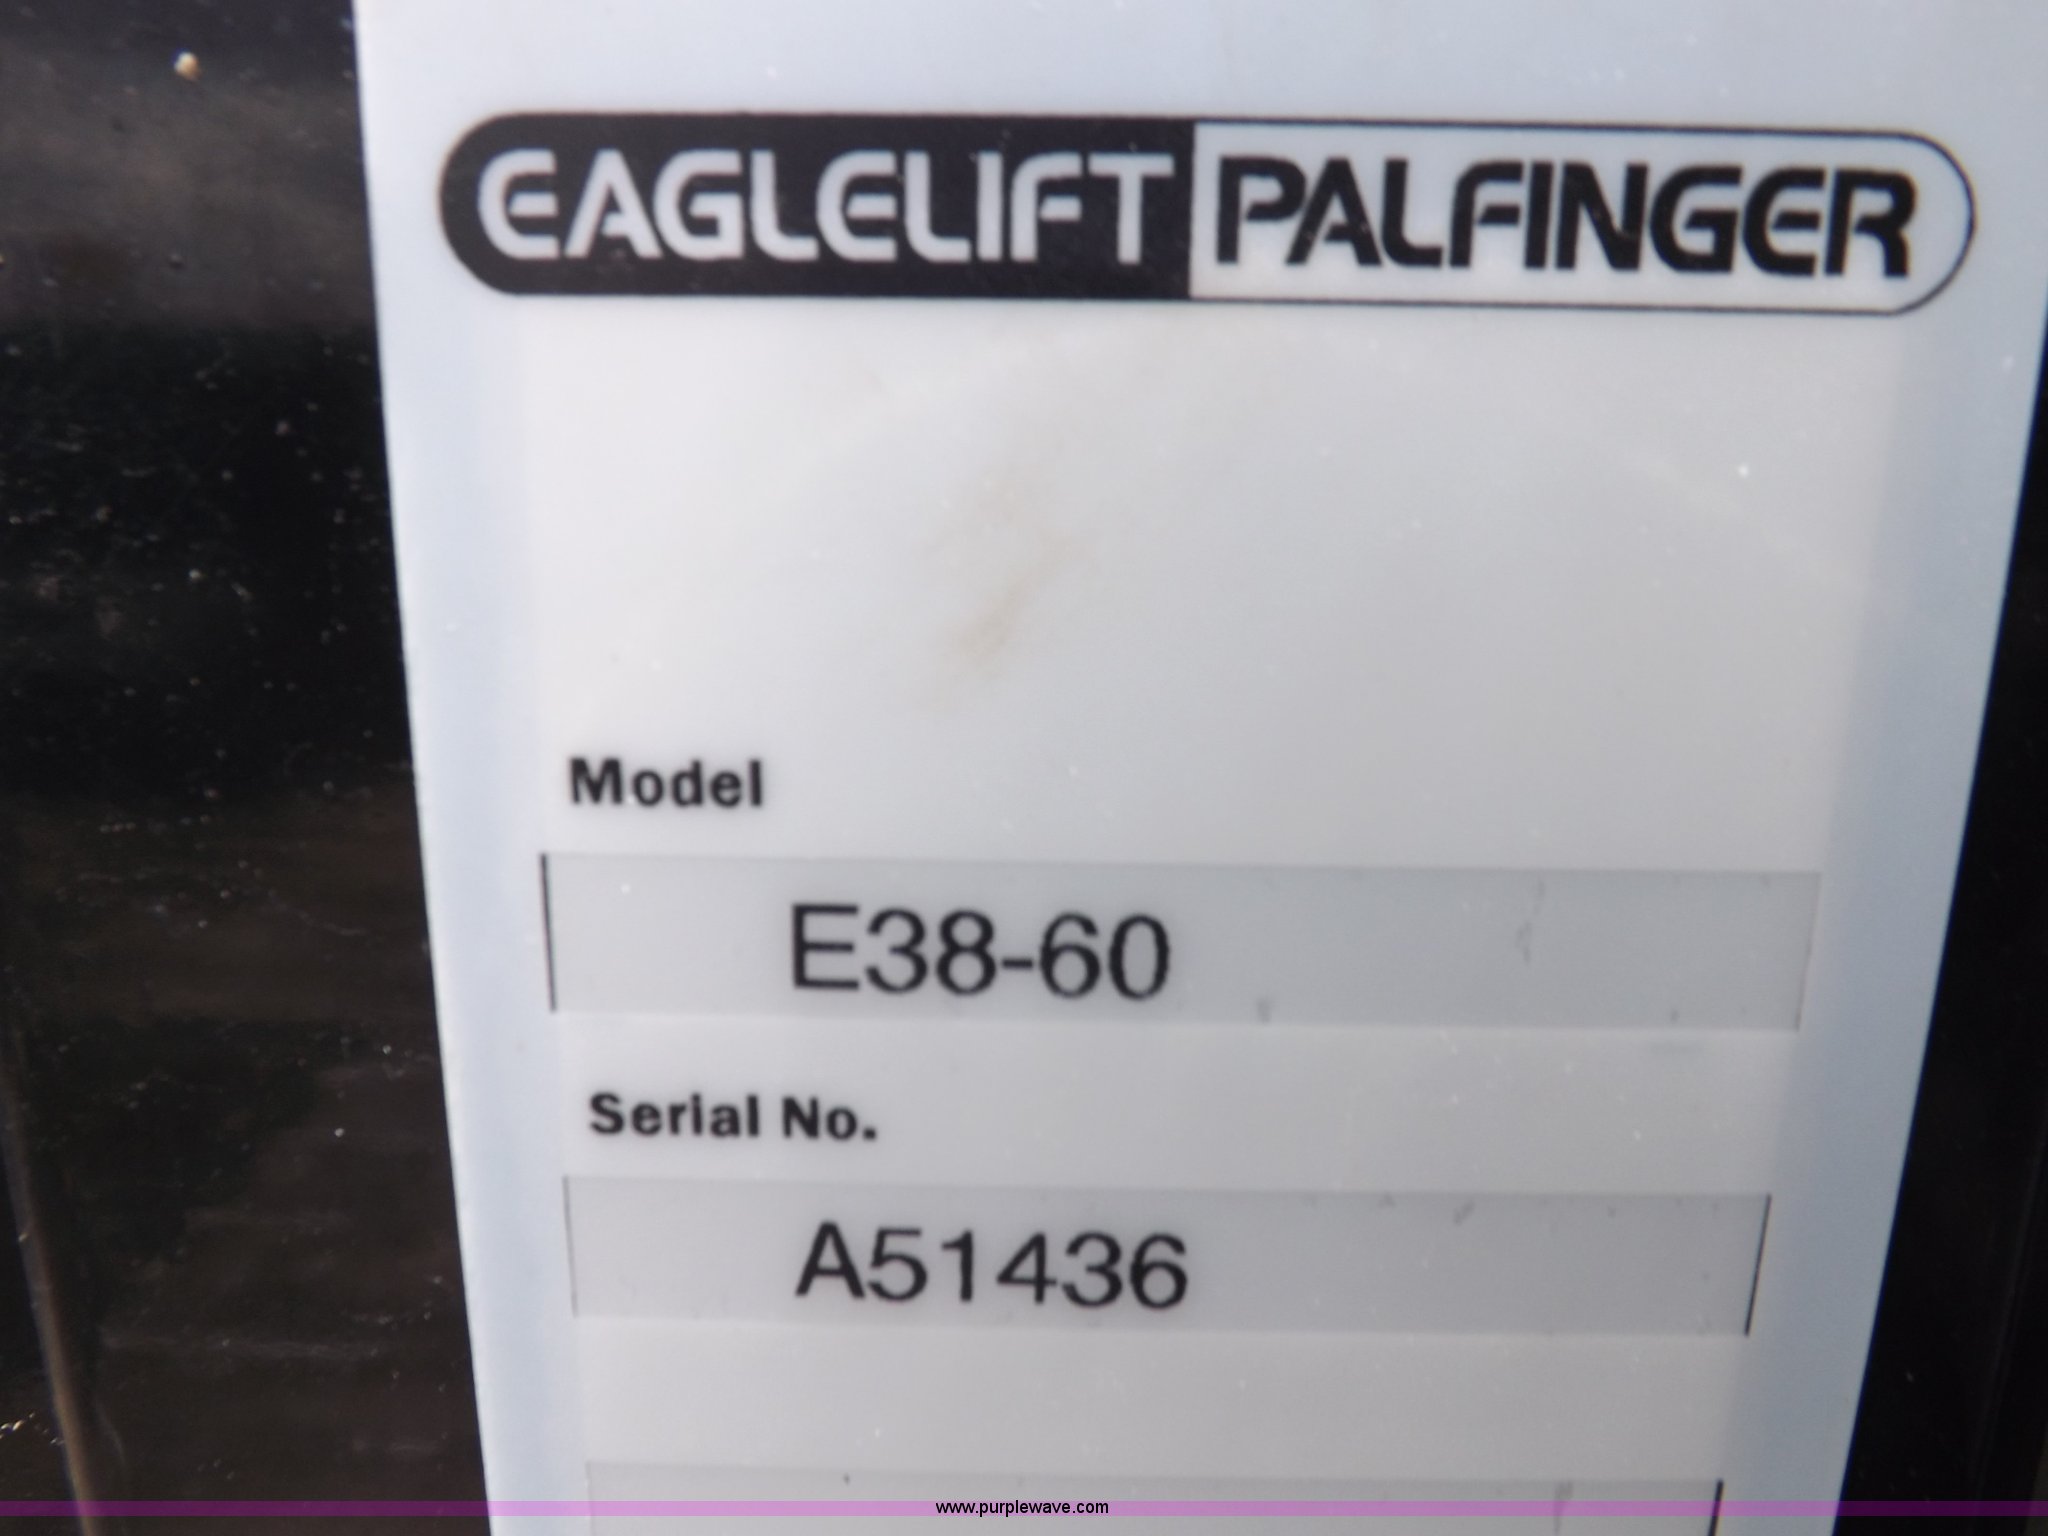 EAGLELIFT PALFINGER
Model
E38-60
Serial No.
A51436
www.purplewave.com